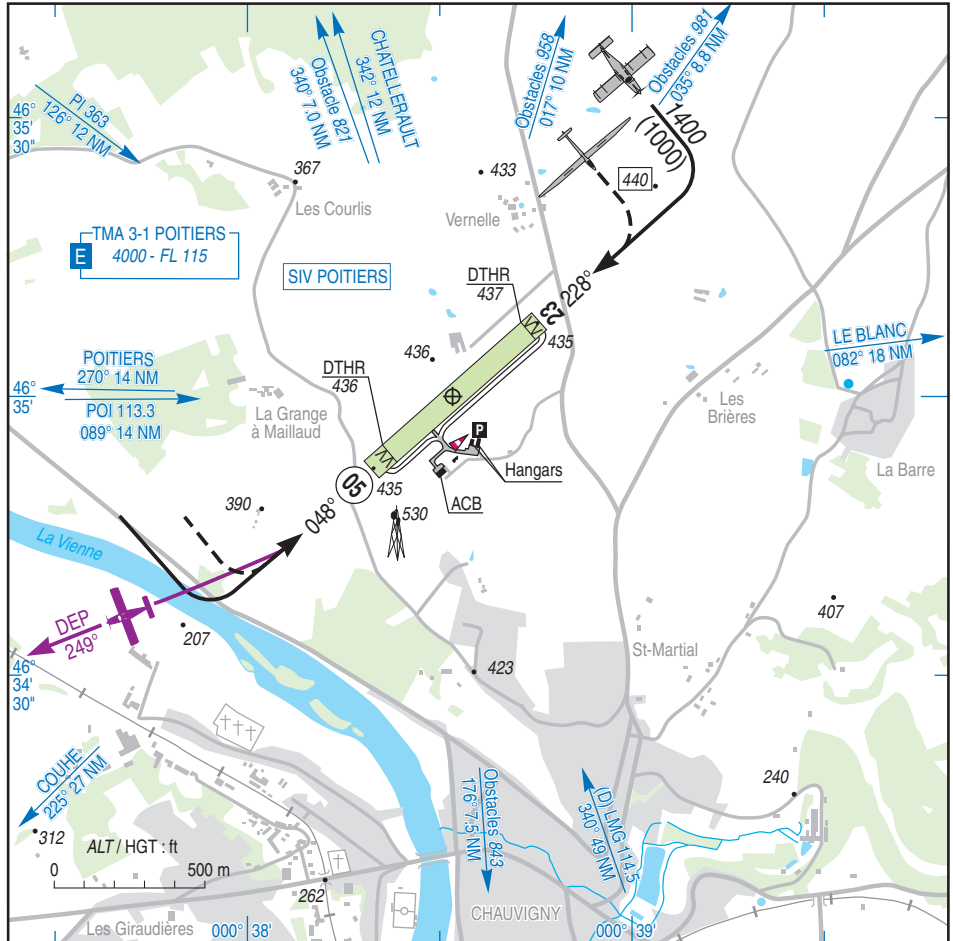 46°
35'
30"
PI 363
126° 12 NM
CHATELLERAULT
342° 12 NM
Obstacle 821
340° 7.0 NM
Obstacles 958
017° 10 NM
Obstacles 981
035° 8.8 NM
1400
(1000)
367
Les Courlis
433
Vernelle
440
TMA 3-1 POITIERS
E
4000 - FL 115
SIV POITIERS
DTHR
437
23
228°
435
436
DTHR
436
POITIERS
270° 14 NM
POI 113.3
089° 14 NM
46°
35'
LE BLANC
082° 18 NM
La Grange
à Maillaud
Les
Brières
La Barre
P
Hangars
ACB
05
048°
435
390
530
La Vienne
DEP
249°
207
407
St-Martial
423
46°
34'
30"
COUHE
225° 27 NM
312
ALT / HGT : ft
0
500 m
262
240
Obstacles 843
176° 7.5 NM
(D) LMG 114.5
340° 49 NM
CHAUVIGNY
Les Giraudières
000° 38'
000° 39'